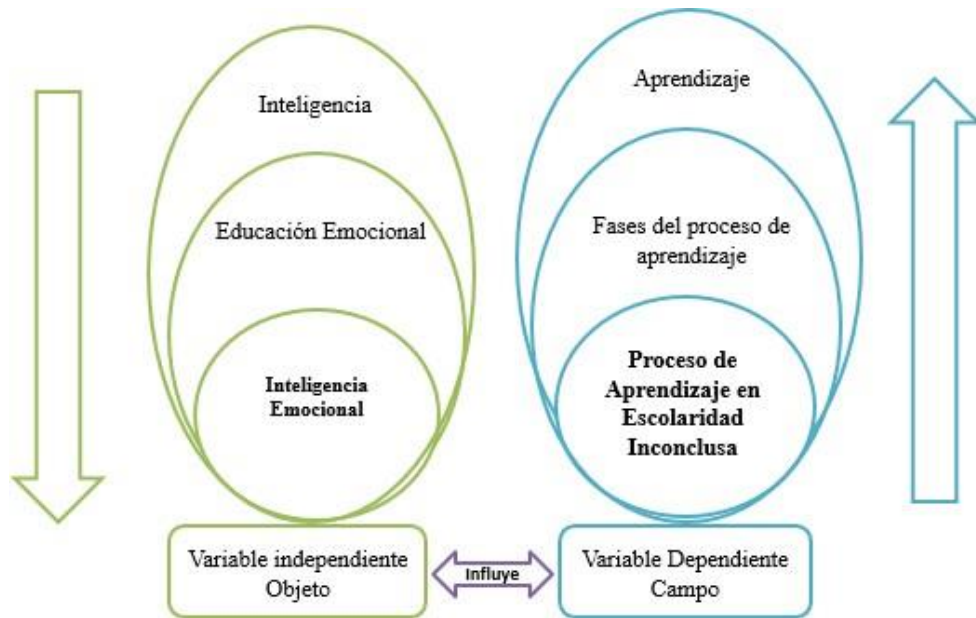 Inteligencia
Educación Emocional
Inteligencia
Emocional
Variable independiente
Objeto
Influye
Aprendizaje
Fases del proceso de
aprendizaje
Proceso de
Aprendizaje en
Escolaridad
Inconclusa
Variable Dependiente
Campo